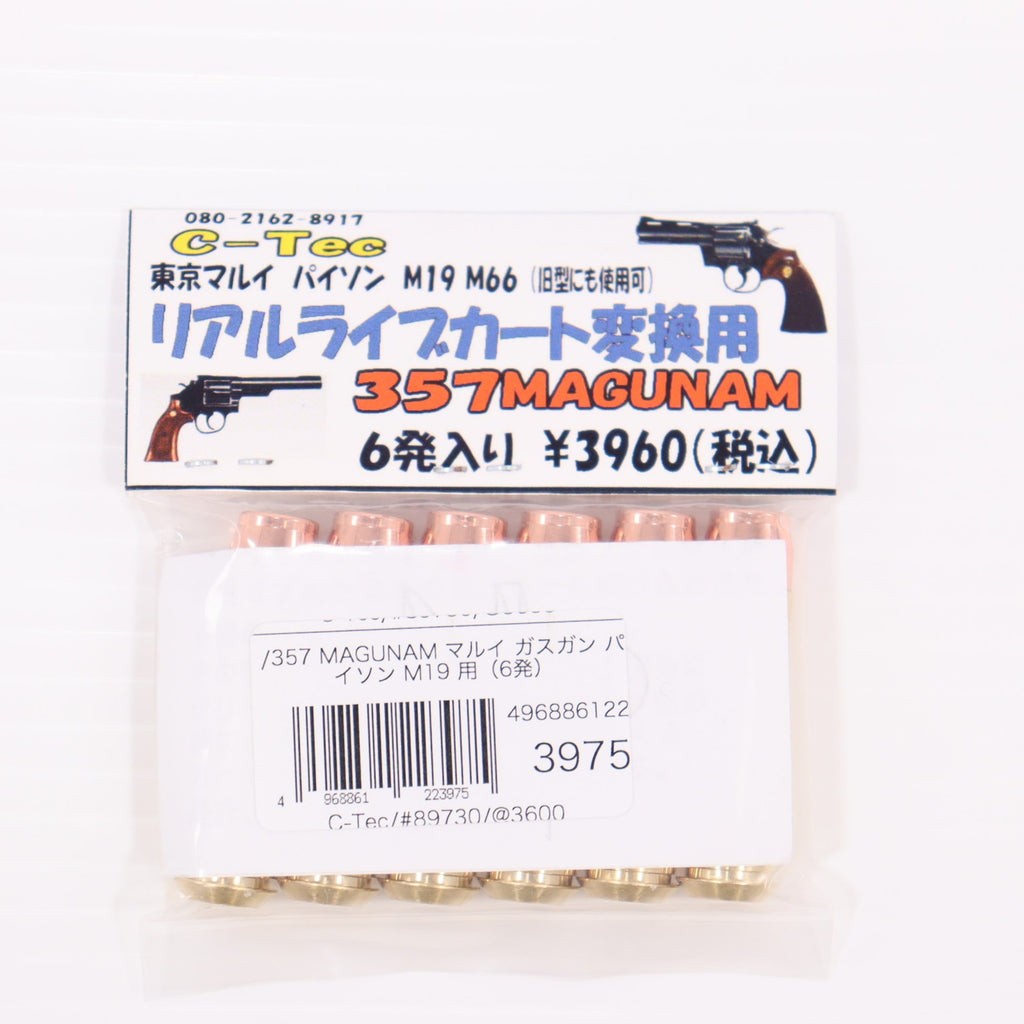 080-2162-8917
C-Tec
東京マルイ パイソン M19 M66 (旧型にも使用可)
リアルライブカート変換用
357MAGUNAM
6発入り ¥3960(税込)
/357 MAGUNAM マルイ ガスガン パ
イソン M19 用 (6発)
496886122
3975
4 968861 223975
C-Tec/#89730/@3600